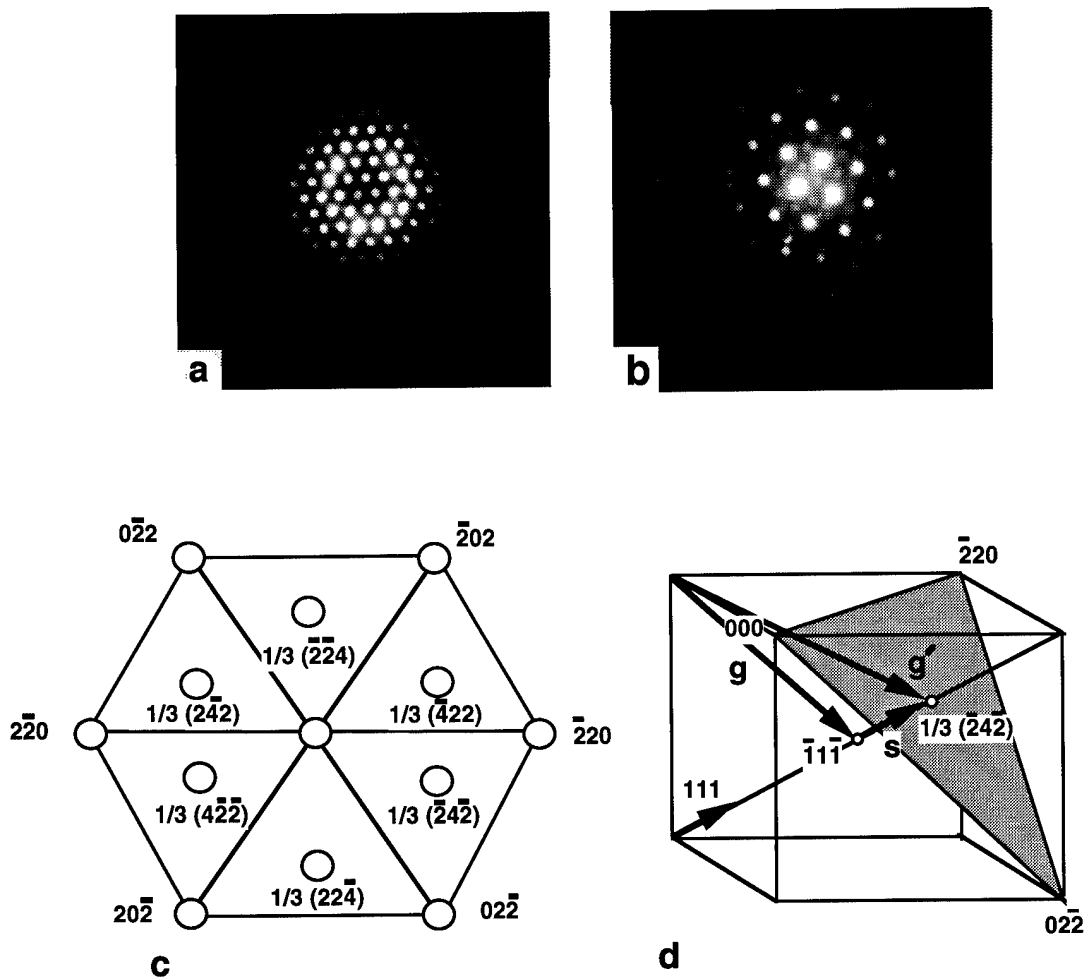 a
b
02̄2
2̄02
1/3 (2̄2̄4)
1/3 (24̄2)
1/3 (4̄22)
22̄0
2̄20
1/3 (42̄2̄)
1/3 (2̄42̄)
1/3 (224̄)
202̄
022̄
c
2̄20
000
g
g′
1/3 (2̄42̄)
1̄11̄
s
111
022̄
d